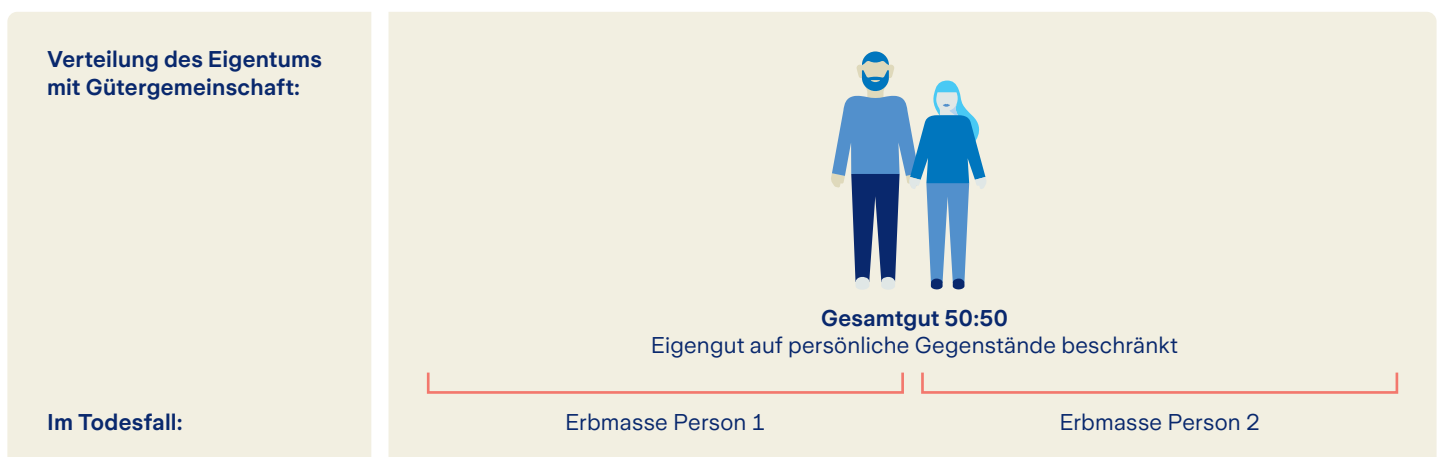 Verteilung des Eigentums
mit Gütergemeinschaft:
Gesamtgut 50:50
Eigengut auf persönliche Gegenstände beschränkt
Im Todesfall:
Erbmasse Person 1
Erbmasse Person 2